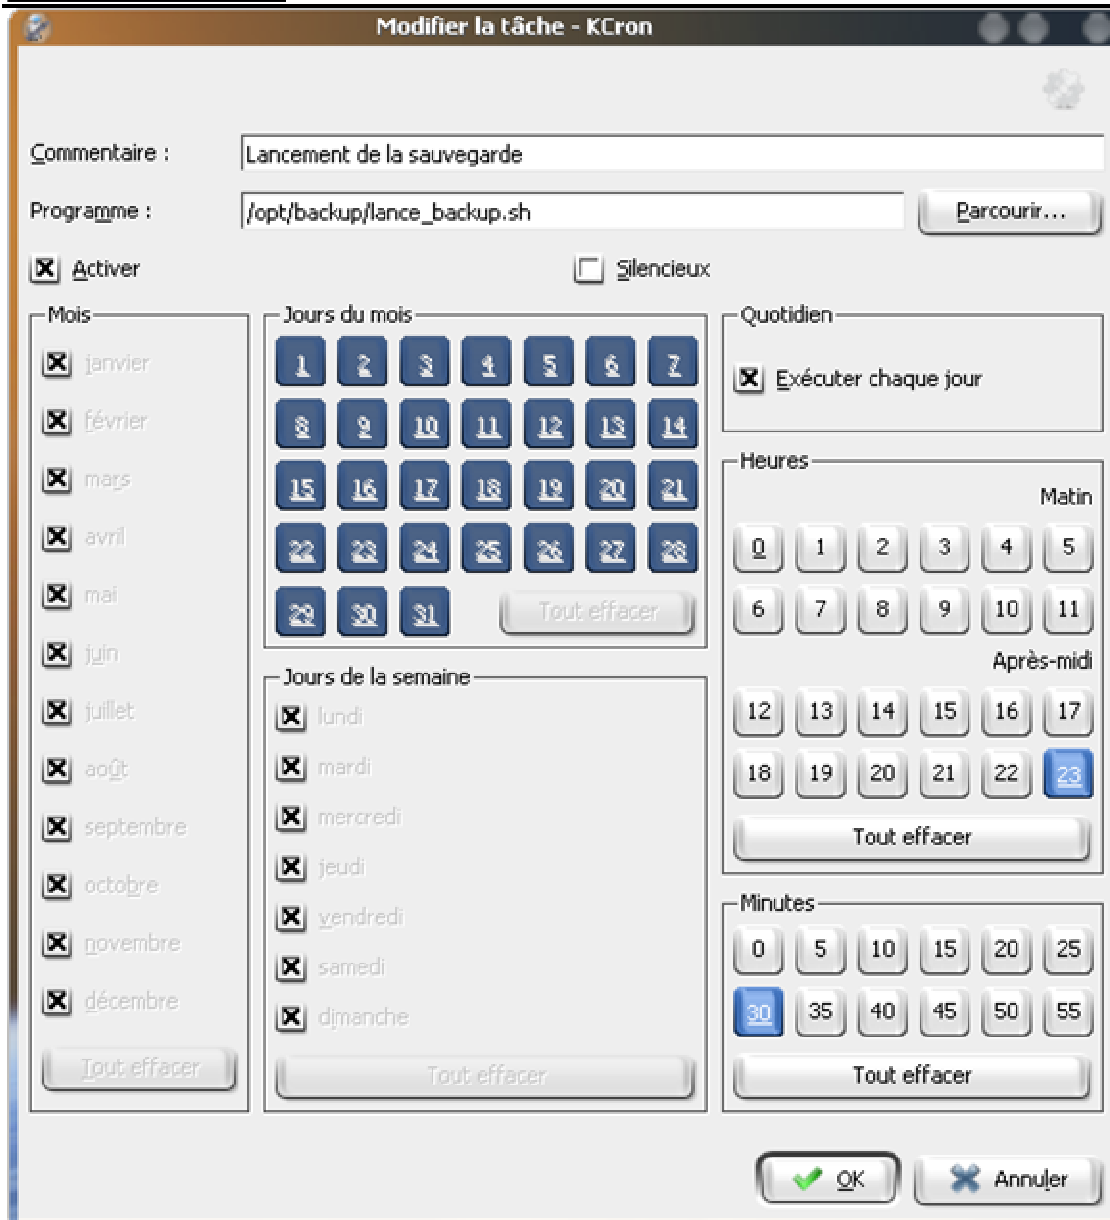 Modifier la tâche - KCron
Commentaire :
Lancement de la sauvegarde
Programme :
/opt/backup/lance_backup.sh
Parcourir...
Activer
Silencieux
Mois
janvier
février
mars
avril
mai
juin
juillet
août
septembre
octobre
novembre
décembre
Tout effacer
Jours du mois
1 2 3 4 5 6 7
8 9 10 11 12 13 14
15 16 17 18 19 20 21
22 23 24 25 26 27 28
29 30 31 Tout effacer
Jours de la semaine
lundi
mardi
mercredi
jeudi
vendredi
samedi
dimanche
Tout effacer
Quotidien
Exécuter chaque jour
Heures
Matin
0 1 2 3 4 5
6 7 8 9 10 11
Après-midi
12 13 14 15 16 17
18 19 20 21 22 23
Tout effacer
Minutes
0 5 10 15 20 25
30 35 40 45 50 55
Tout effacer
OK
Annuler